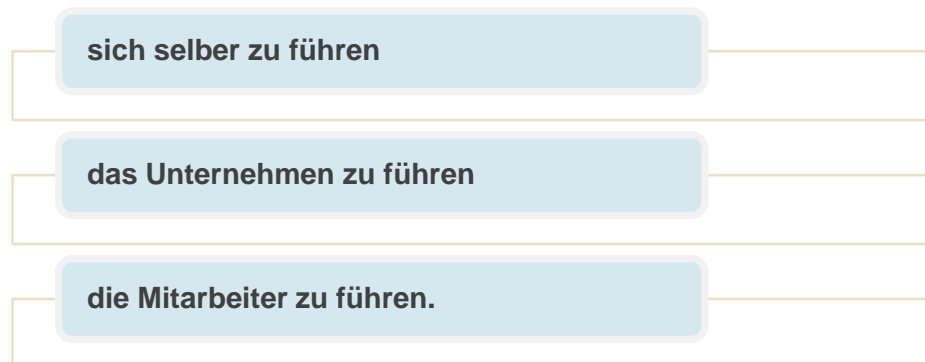 sich selber zu führen
das Unternehmen zu führen
die Mitarbeiter zu führen.